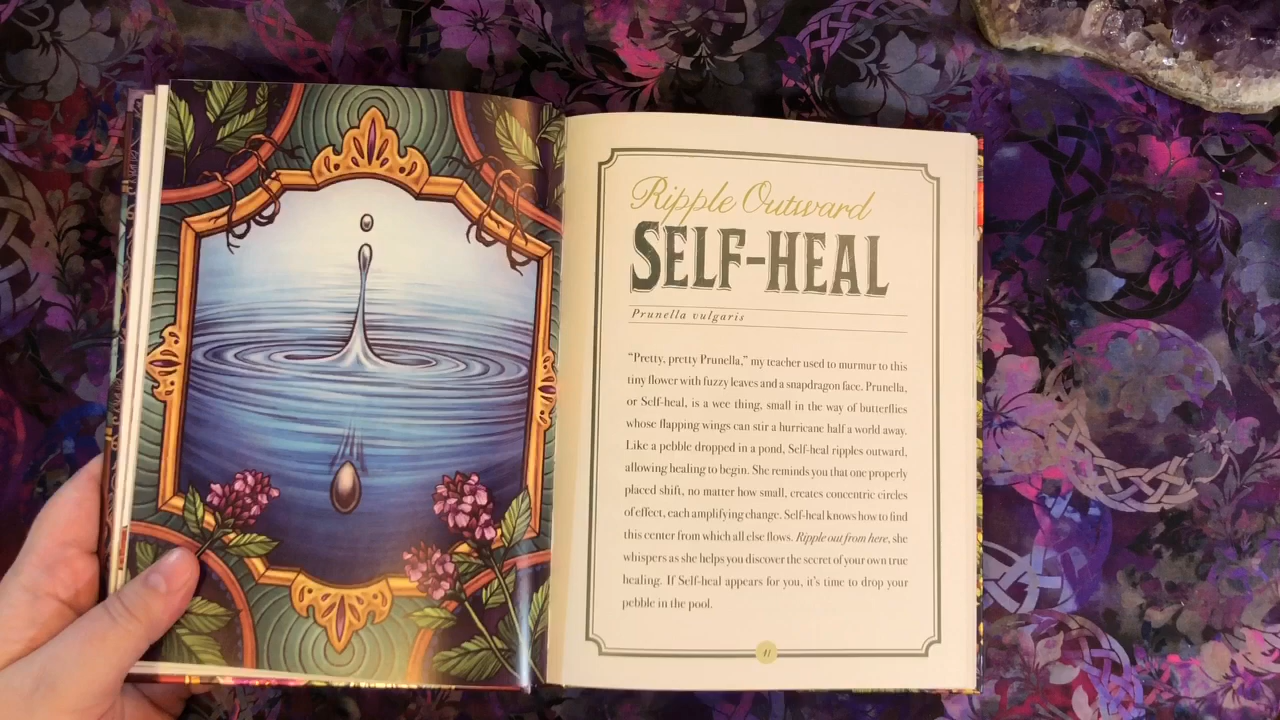 Ripple Outward
SELF-HEAL
Prunella vulgaris
“Pretty, pretty Prunella,” my teacher used to murmur to this
tiny flower with fuzzy leaves and a snapdragon face. Prunella,
or Self-heal, is a wee thing, small in the way of butterflies
whose flapping wings can stir a hurricane half a world away.
Like a pebble dropped in a pond, Self-heal ripples outward,
allowing healing to begin. She reminds you that one properly
placed shift, no matter how small, creates concentric circles
of effect, each amplifying change. Self-heal knows how to find
this center from which all else flows. Ripple out from here, she
whispers as she helps you discover the secret of your own true
healing. If Self-heal appears for you, it’s time to drop your
pebble in the pool.
41